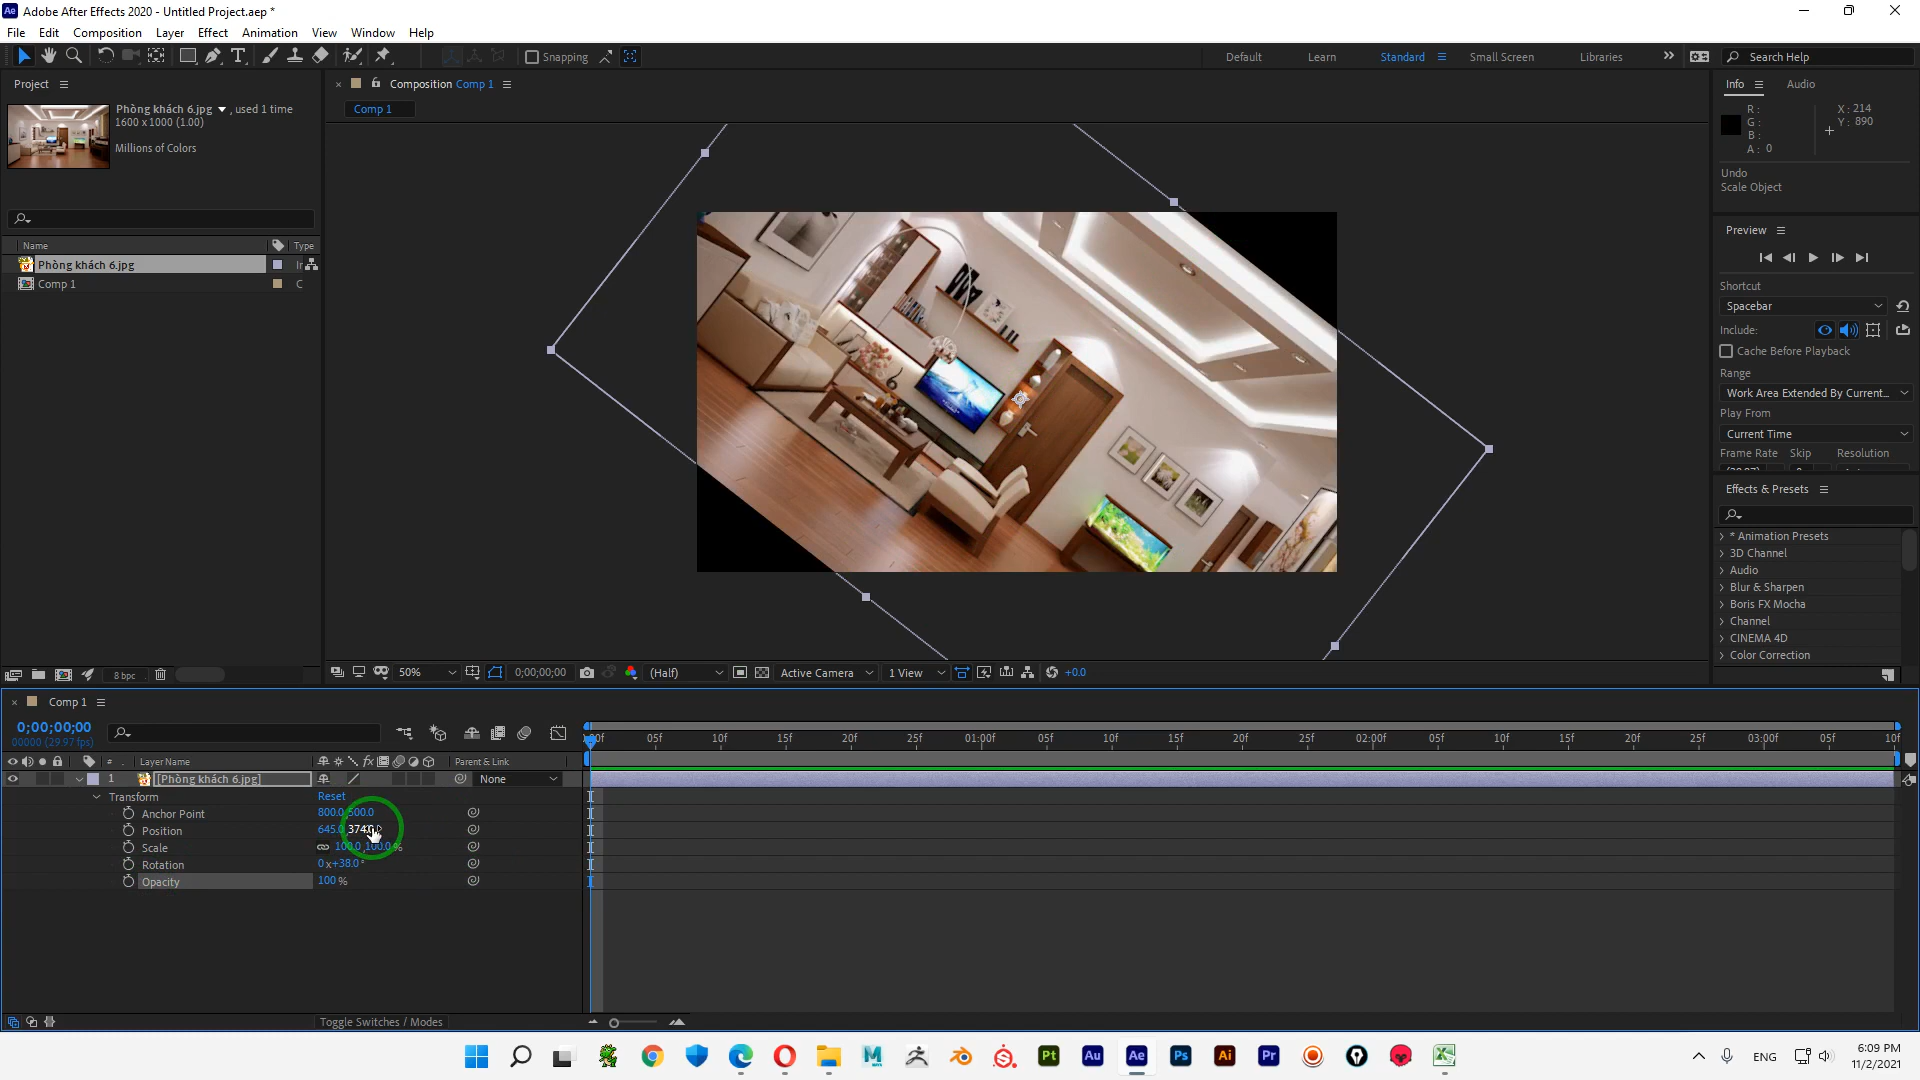 Adobe After Effects 2020 - Untitled Project.aep *
File Edit Composition Layer Effect Animation View Window Help
Snapping
Default Learn Standard Small Screen Libraries
Search Help
Project
Phòng khách 6.jpg , used 1 time
1600 x 1000 (1.00)
Millions of Colors
Name Type
Phòng khách 6.jpg
Comp 1 C
8 bpc
Composition Comp 1
Comp 1
50% 0;00;00;00 (Half) Active Camera 1 View +0.0
Info Audio
R : X : 214
G : Y : 890
B :
A : 0
Undo
Scale Object
Preview
Shortcut
Spacebar
Include:
Cache Before Playback
Range
Work Area Extended By Current...
Play From
Current Time
Frame Rate Skip Resolution
Effects & Presets
* Animation Presets
3D Channel
Audio
Blur & Sharpen
Boris FX Mocha
Channel
CINEMA 4D
Color Correction
Comp 1
0;00;00;00
00000 (29.97 fps)
05f 10f 15f 20f 25f 01:00f 05f 10f 15f 20f 25f 02:00f 05f 10f 15f 20f 25f 03:00f 05f 10f
# Layer Name Parent & Link
1 [Phòng khách 6.jpg] None
Transform Reset
Anchor Point 800.0, 500.0
Position 645.0, 374.0
Scale 100.0, 100.0 %
Rotation 0 x +38.0 °
Opacity 100 %
Toggle Switches / Modes
Pt Au Ae Ps Ai Pr
ENG
6:09 PM
11/2/2021